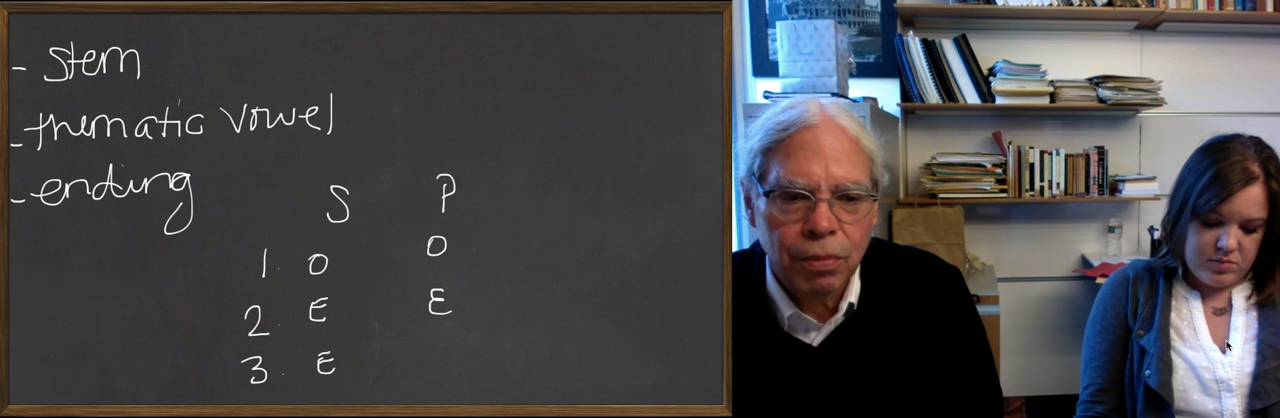 - Stem
- thematic vowel
- ending
S P
1. O O
2. E E
3. E